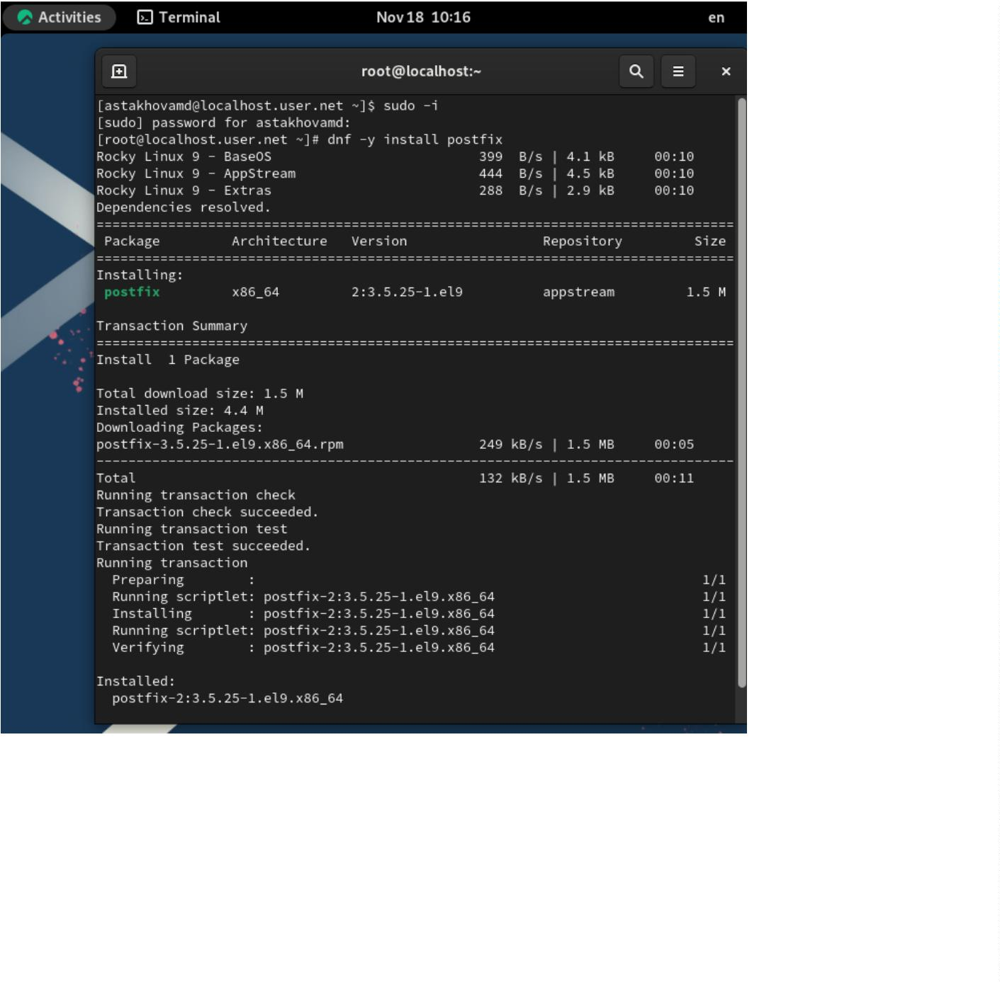 Activities Terminal Nov 18 10:16 en
root@localhost:~
[astakhovamd@localhost.user.net ~]$ sudo -i
[sudo] password for astakhovamd:
[root@localhost.user.net ~]# dnf -y install postfix
Rocky Linux 9 - BaseOS 399 B/s | 4.1 kB 00:10
Rocky Linux 9 - AppStream 444 B/s | 4.5 kB 00:10
Rocky Linux 9 - Extras 288 B/s | 2.9 kB 00:10
Dependencies resolved.
================================================================================
Package Architecture Version Repository Size
================================================================================
Installing:
postfix x86_64 2:3.5.25-1.el9 appstream 1.5 M
Transaction Summary
================================================================================
Install 1 Package
Total download size: 1.5 M
Installed size: 4.4 M
Downloading Packages:
postfix-3.5.25-1.el9.x86_64.rpm 249 kB/s | 1.5 MB 00:05
--------------------------------------------------------------------------------
Total 132 kB/s | 1.5 MB 00:11
Running transaction check
Transaction check succeeded.
Running transaction test
Transaction test succeeded.
Running transaction
Preparing : 1/1
Running scriptlet: postfix-2:3.5.25-1.el9.x86_64 1/1
Installing : postfix-2:3.5.25-1.el9.x86_64 1/1
Running scriptlet: postfix-2:3.5.25-1.el9.x86_64 1/1
Verifying : postfix-2:3.5.25-1.el9.x86_64 1/1
Installed:
postfix-2:3.5.25-1.el9.x86_64